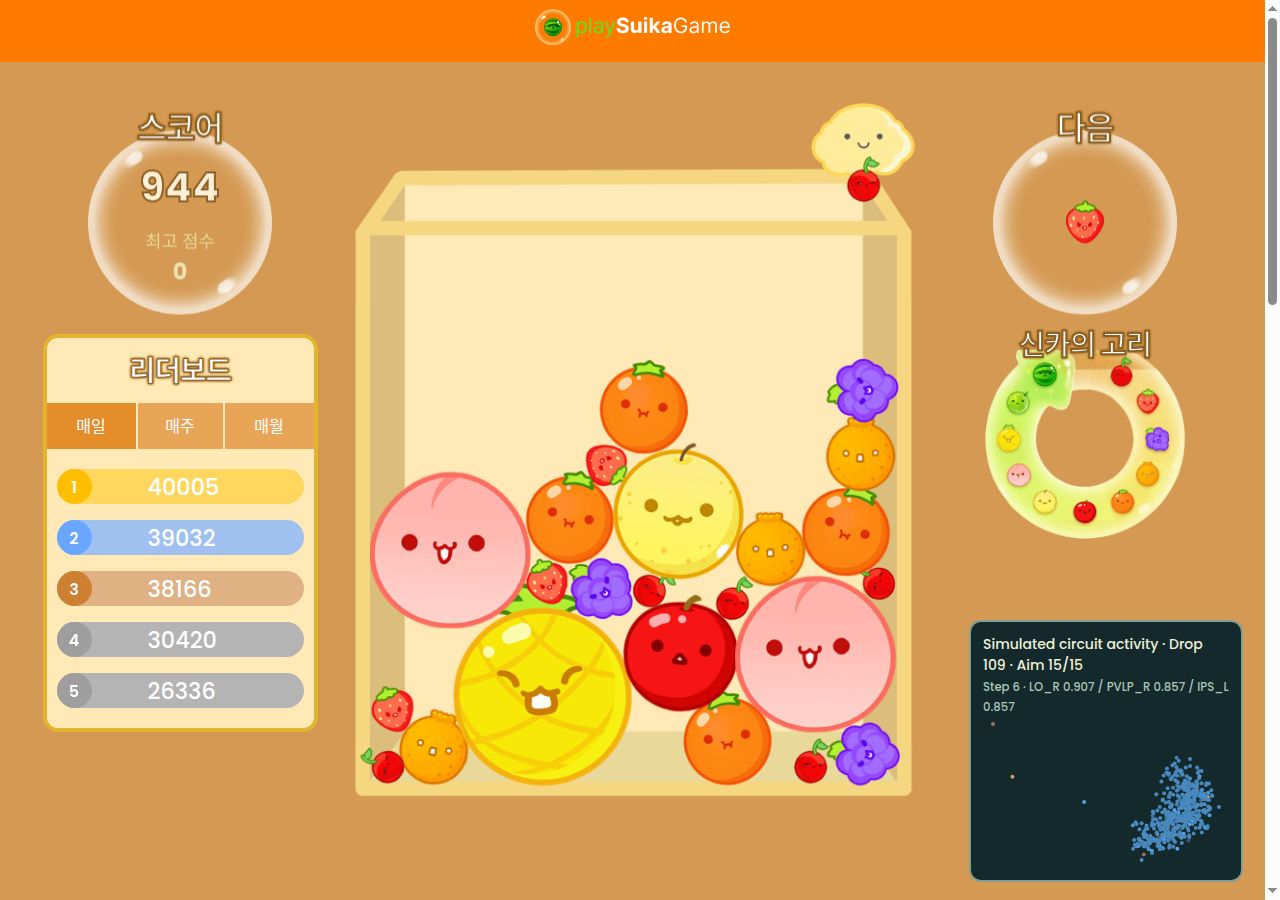 playSuikaGame
스코어
944
최고 점수
0
리더보드
매일 매주 매월
1 40005
2 39032
3 38166
4 30420
5 26336
다음
신카의 고리
Simulated circuit activity · Drop
109 · Aim 15/15
Step 6 · LO_R 0.907 / PVLP_R 0.857 / IPS_L
0.857